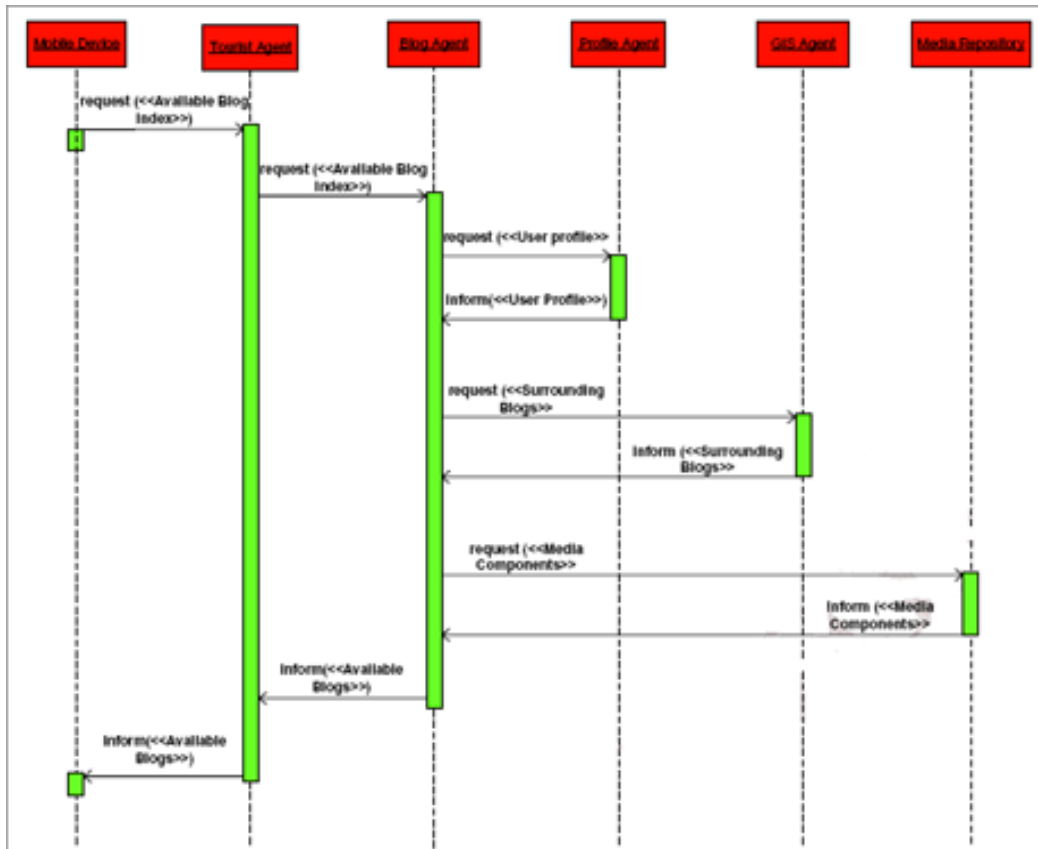 Mobile Device
Tourist Agent
Blog Agent
Profile Agent
GIS Agent
Media Repository
request (<<Available Blog
Index>>)
request (<<Available Blog
Index>>)
request (<<User profile>>
Inform(<<User Profile>>)
request (<<Surrounding
Blogs>>
Inform (<<Surrounding
Blogs>>
request (<<Media
Components>>
Inform (<<Media
Components>>
Inform(<<Available
Blogs>>)
Inform(<<Available
Blogs>>)